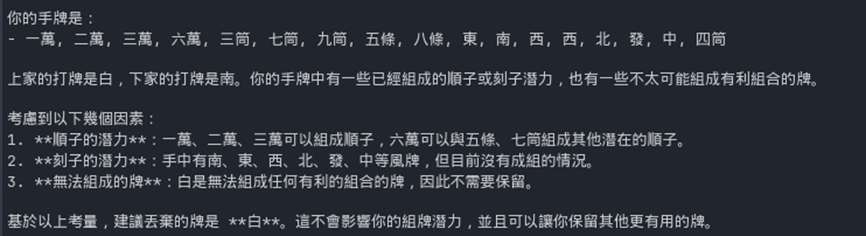 你的手牌是：
- 一萬, 二萬, 三萬, 六萬, 三筒, 七筒, 九筒, 五條, 八條, 東, 南, 西, 西, 北, 發, 中, 四筒
上家的打牌是白，下家的打牌是南。你的手牌中有一些已經組成的順子或刻子潛力，也有一些不太可能組成有利組合的牌。
考慮到以下幾個因素：
1. **順子的潛力**：一萬、二萬、三萬可以組成順子，六萬可以與五條、七筒組成其他潛在的順子。
2. **刻子的潛力**：手中有南、東、西、北、發、中等風牌，但目前沒有成組的情況。
3. **無法組成的牌**：白是無法組成任何有利的組合的牌，因此不需要保留。
基於以上考量，建議丟棄的牌是 **白**。這不會影響你的組牌潛力，並且可以讓你保留其他更有用的牌。